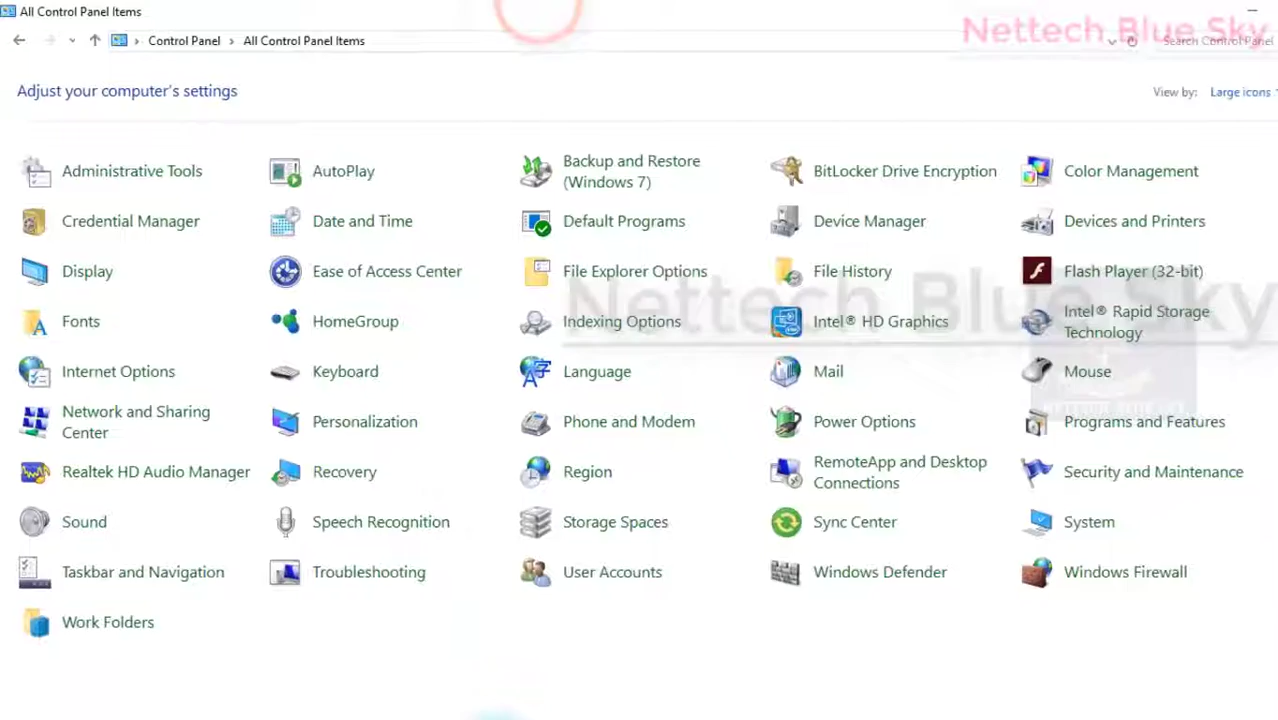 All Control Panel Items
Nettech Blue Sky
Control Panel > All Control Panel Items
Search Control Panel
Adjust your computer's settings
View by: Large icons
Administrative Tools
AutoPlay
Backup and Restore
(Windows 7)
BitLocker Drive Encryption
Color Management
Credential Manager
Date and Time
Default Programs
Device Manager
Devices and Printers
Display
Ease of Access Center
File Explorer Options
File History
Flash Player (32-bit)
Nettech Blue Sky
Fonts
HomeGroup
Indexing Options
Intel® HD Graphics
Intel® Rapid Storage
Technology
Internet Options
Keyboard
Language
Mail
Mouse
NETTECH BLUE SKY
Network and Sharing
Center
Personalization
Phone and Modem
Power Options
Programs and Features
Realtek HD Audio Manager
Recovery
Region
RemoteApp and Desktop
Connections
Security and Maintenance
Sound
Speech Recognition
Storage Spaces
Sync Center
System
Taskbar and Navigation
Troubleshooting
User Accounts
Windows Defender
Windows Firewall
Work Folders